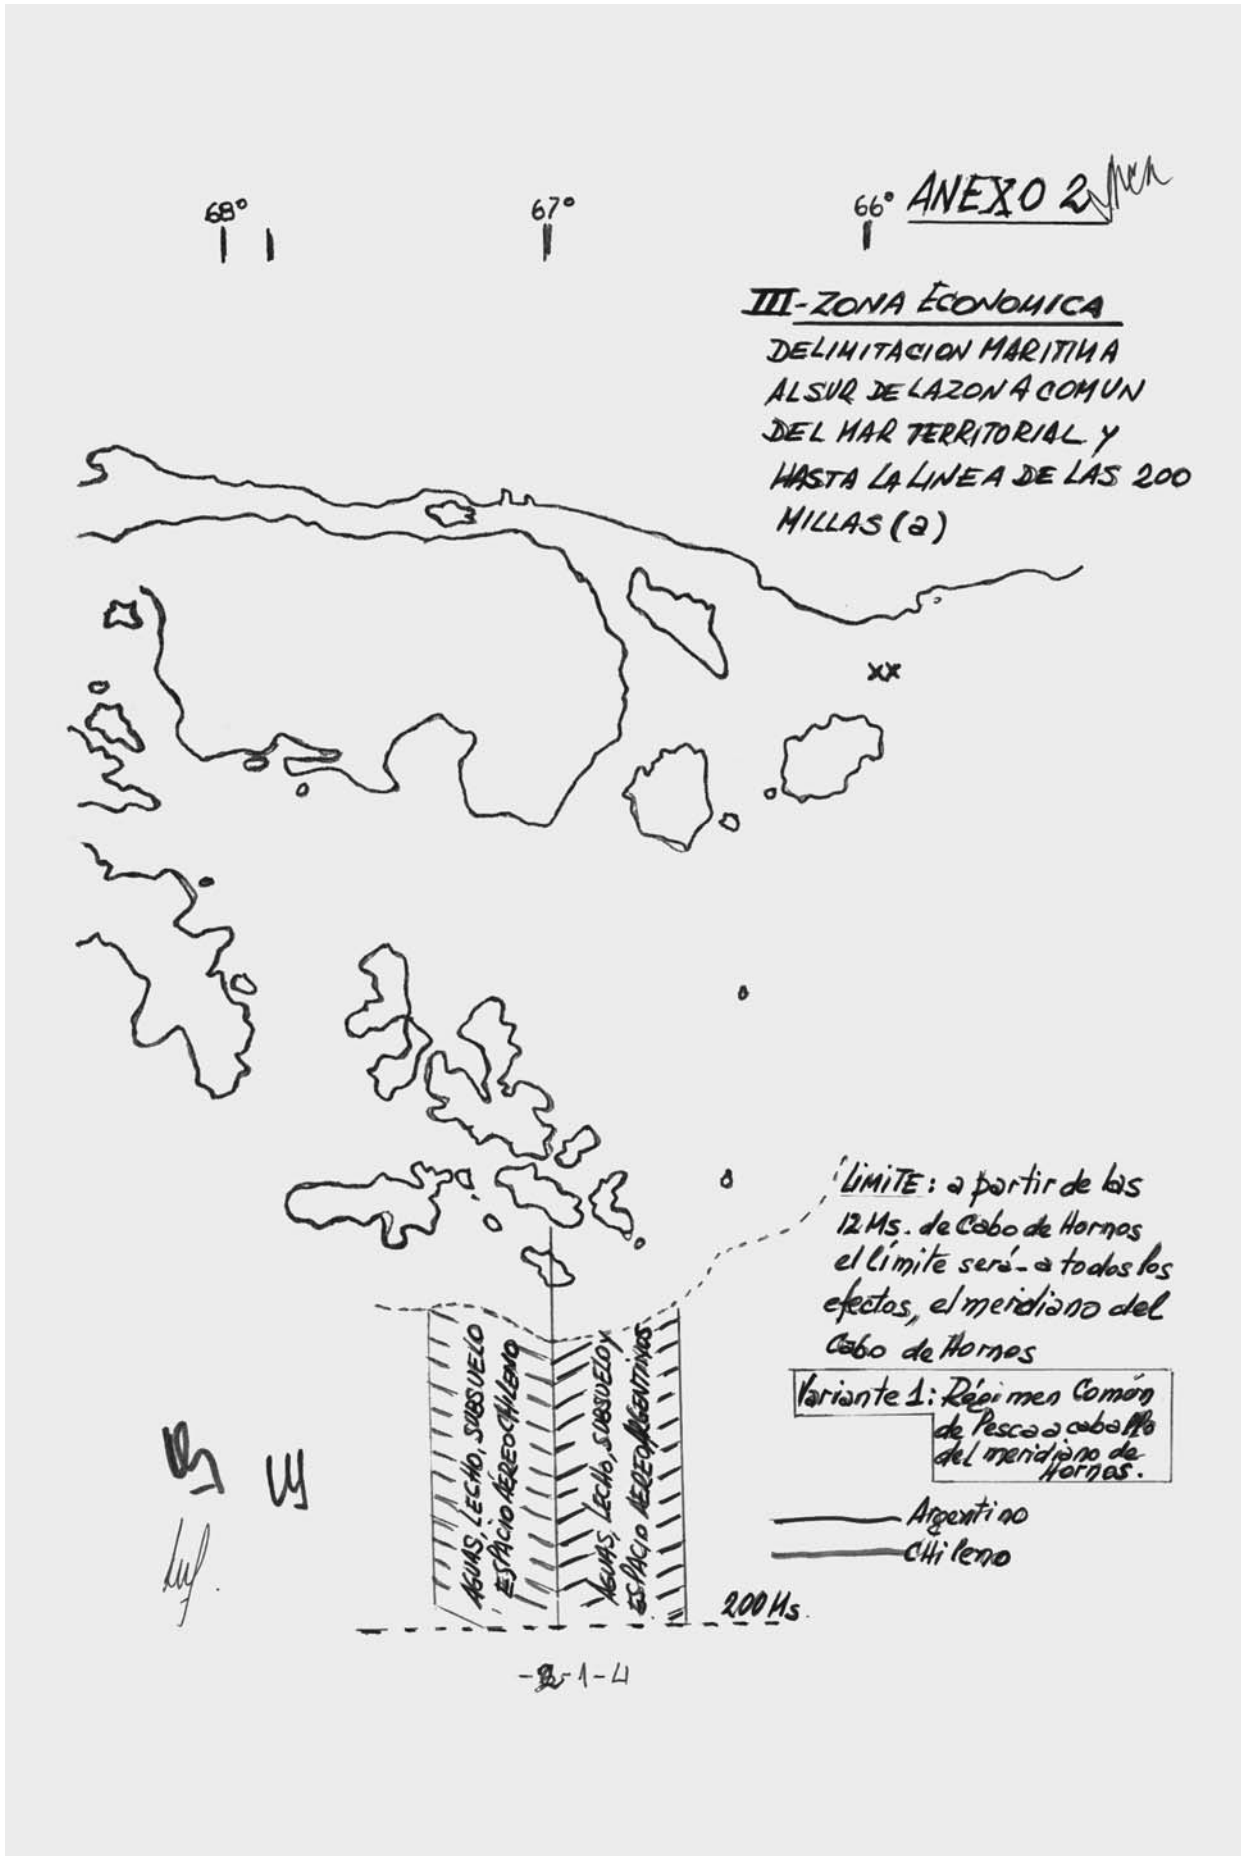 68°
67°
66°
ANEXO 2
III-ZONA ECONOMICA
DELIMITACION MARITIMA
AL SUR DE LA ZONA COMUN
DEL MAR TERRITORIAL Y
HASTA LA LINEA DE LAS 200
MILLAS (a)
xx
LIMITE: a partir de las
12 Ms. de Cabo de Hornos
el límite será-a todos los
efectos, el meridiano del
Cabo de Hornos
Variante 1: Régimen Común
de Pesca a caballo
del meridiano de
Hornos.
Argentino
CHileno
AGUAS, LECHO, SUBSUELO
ESPACIO AÉREO CHILENO
AGUAS, LECHO, SUBSUELO Y
ESPACIO AEREO ARGENTINOS
200 Ms.